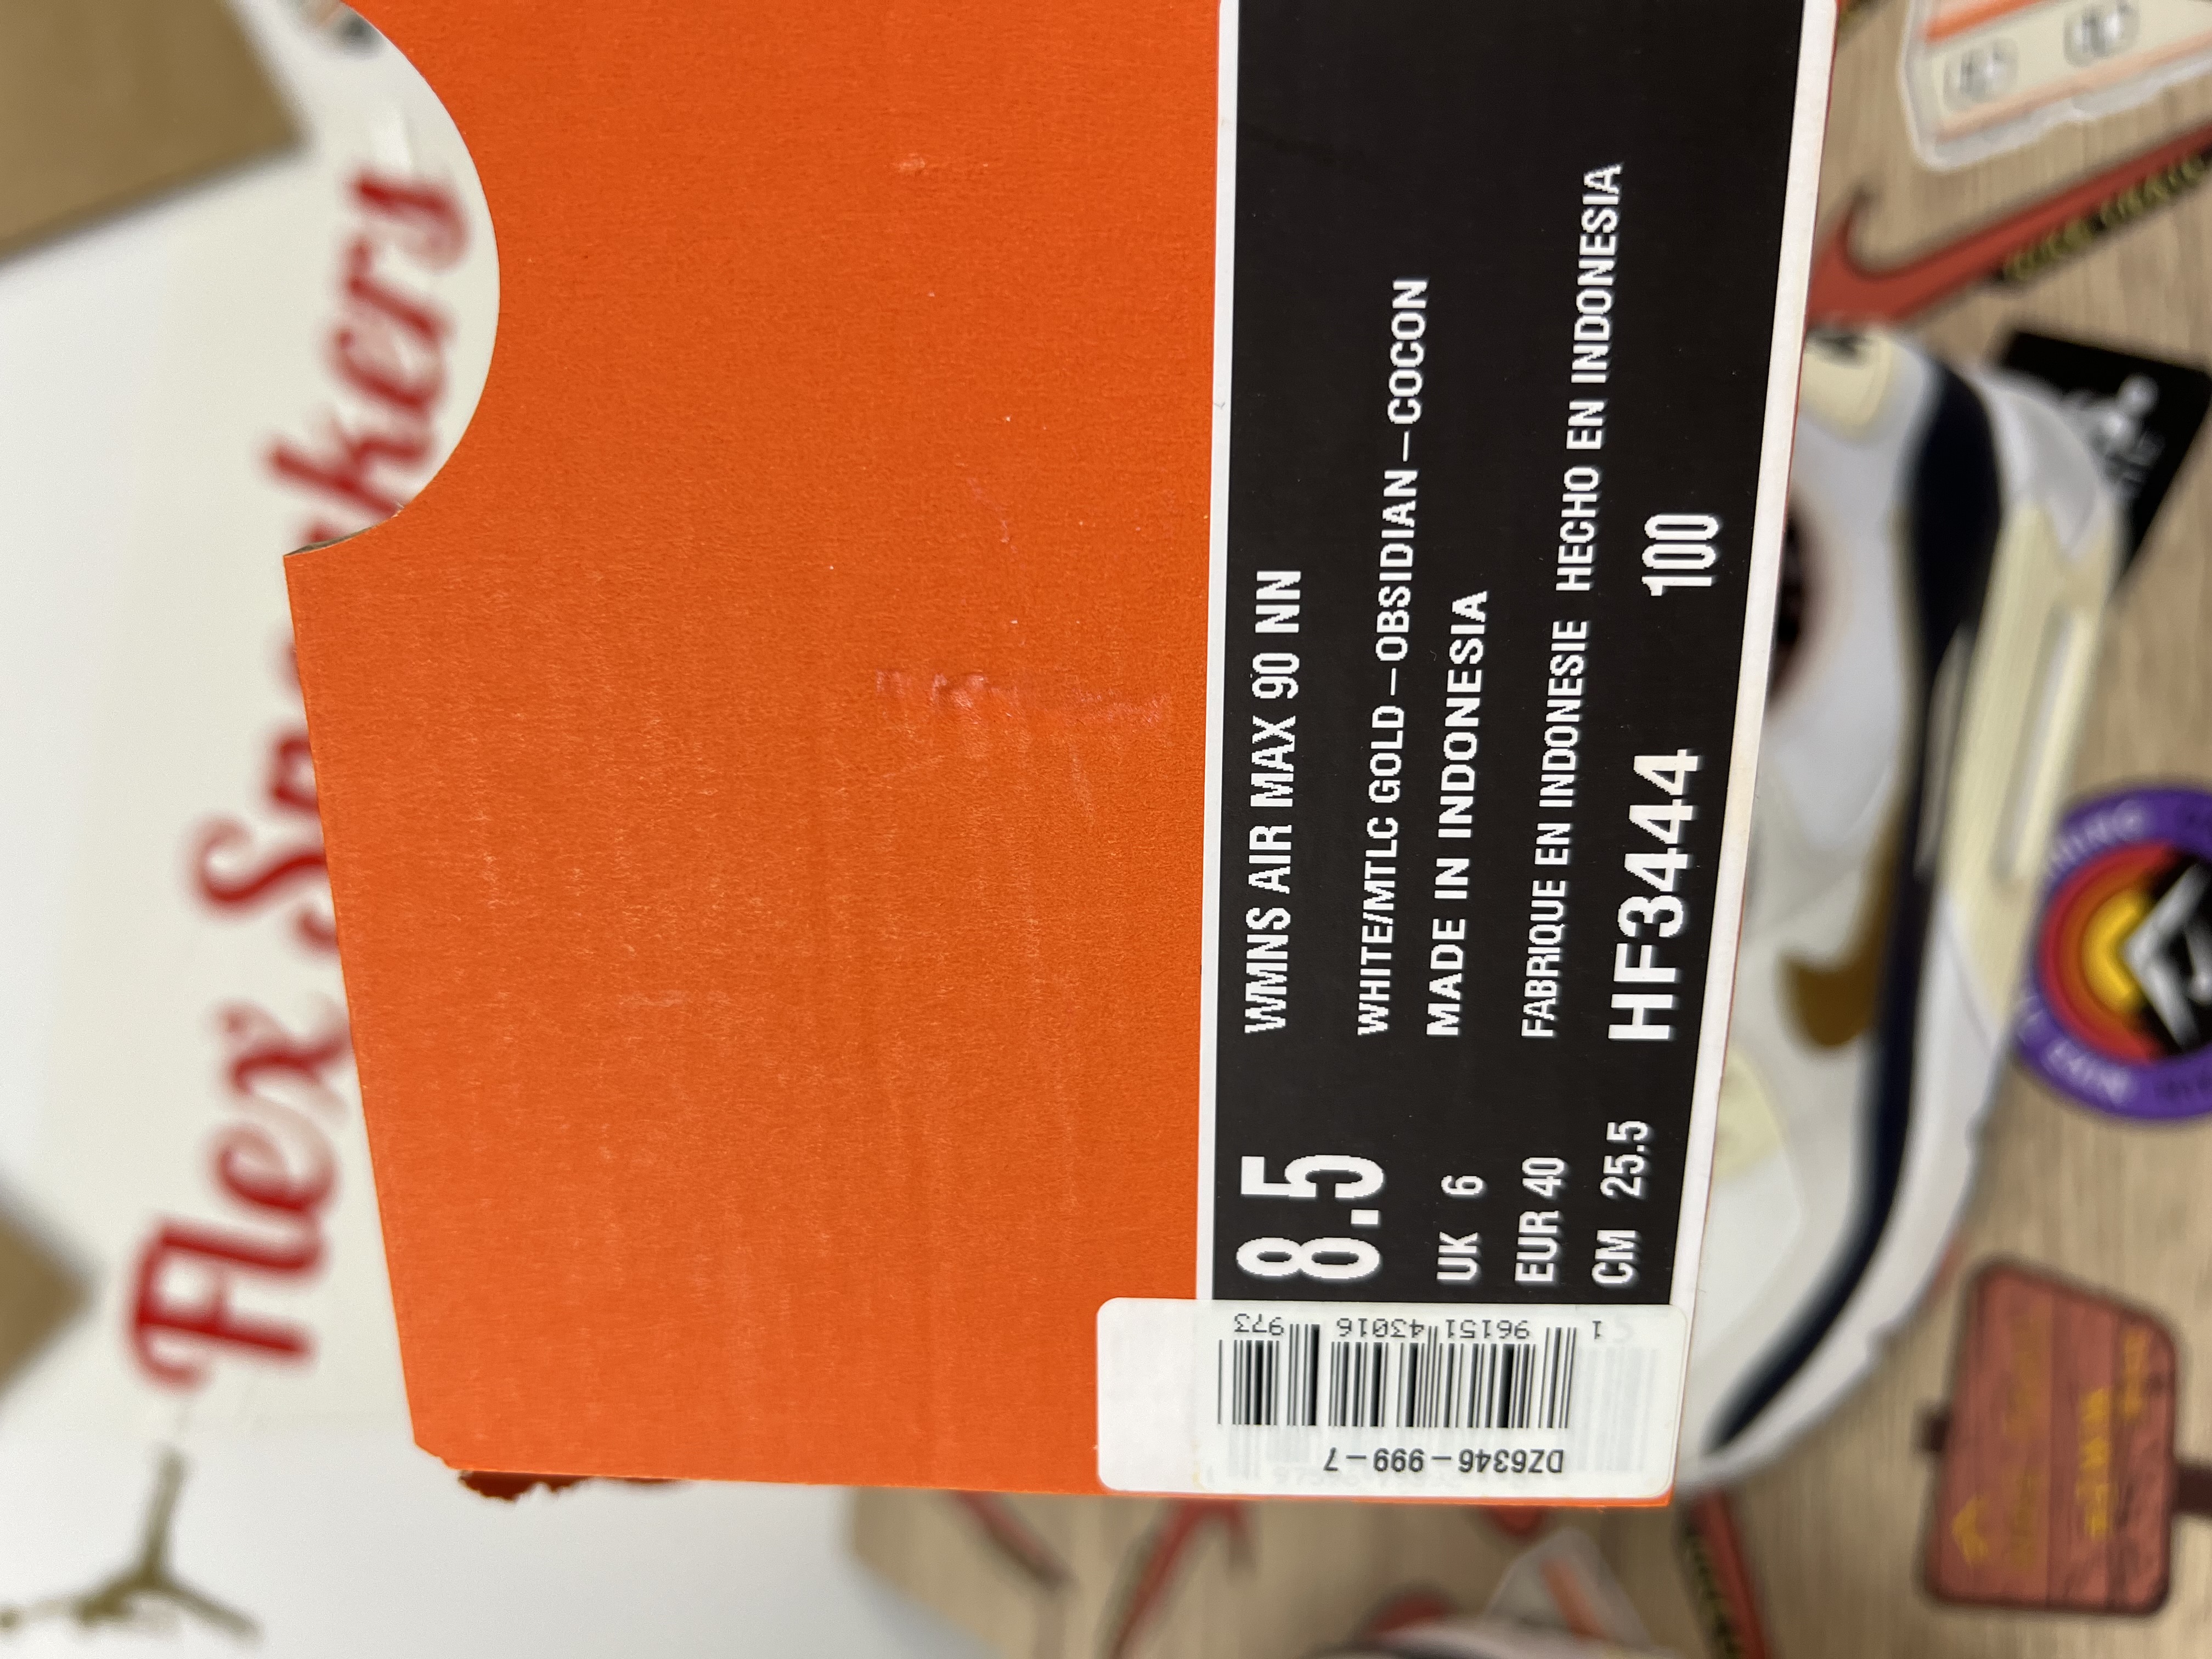 Flex Sneakers
8.5
UK 6
EUR 40
CM 25.5
WMNS AIR MAX 90 NN
WHITE/MTLC GOLD-OBSIDIAN-COCON
MADE IN INDONESIA
FABRIQUE EN INDONESIE HECHO EN INDONESIA
HF3444 100
DZ6346-999-7
1 96151 43016 973